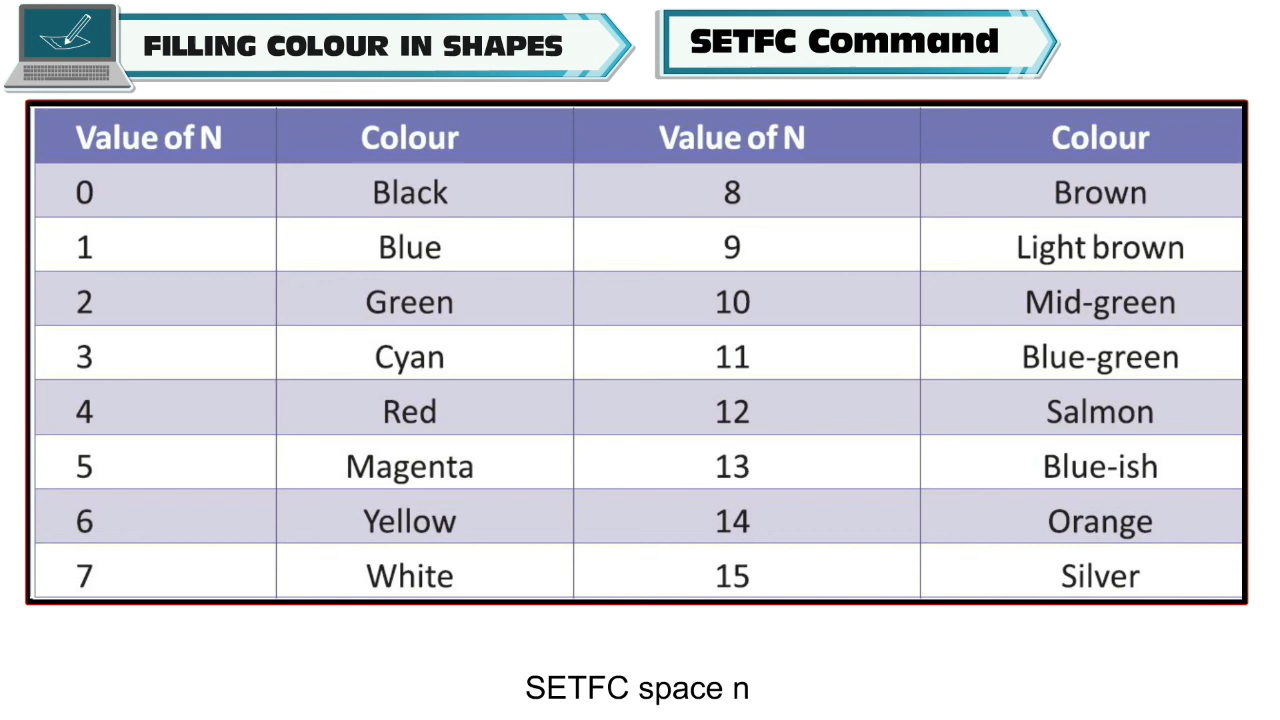 FILLING COLOUR IN SHAPES
SETFC Command
Value of N Colour Value of N Colour
0 Black 8 Brown
1 Blue 9 Light brown
2 Green 10 Mid-green
3 Cyan 11 Blue-green
4 Red 12 Salmon
5 Magenta 13 Blue-ish
6 Yellow 14 Orange
7 White 15 Silver
SETFC space n